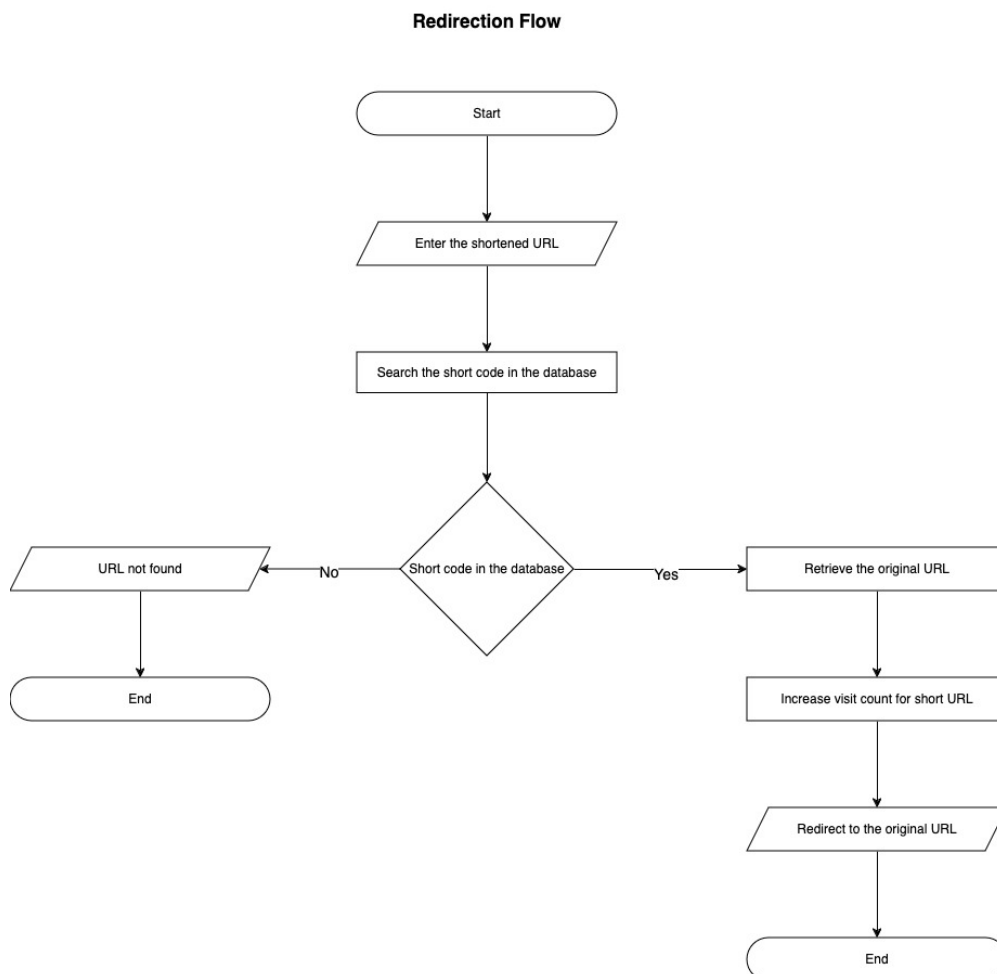 Redirection Flow
Start
Enter the shortened URL
Search the short code in the database
Short code in the database
No
Yes
URL not found
Retrieve the original URL
End
Increase visit count for short URL
Redirect to the original URL
End